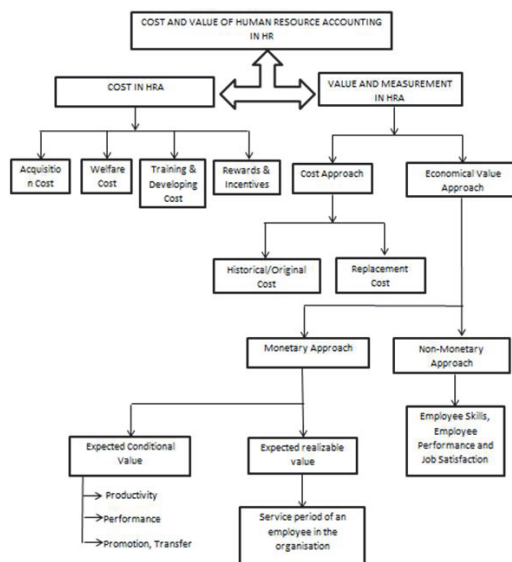 COST AND VALUE OF HUMAN RESOURCE ACCOUNTING
IN HR
COST IN HRA
VALUE AND MEASUREMENT
IN HRA
Acquisitio
n Cost
Welfare
Cost
Training &
Developing
Cost
Rewards &
Incentives
Cost Approach
Economical Value
Approach
Historical/Original
Cost
Replacement
Cost
Monetary Approach
Non-Monetary
Approach
Expected Conditional
Value
Expected realizable
value
Employee Skills,
Employee
Performance and
Job Satisfaction
Productivity
Performance
Promotion, Transfer
Service period of an
employee in the
organisation